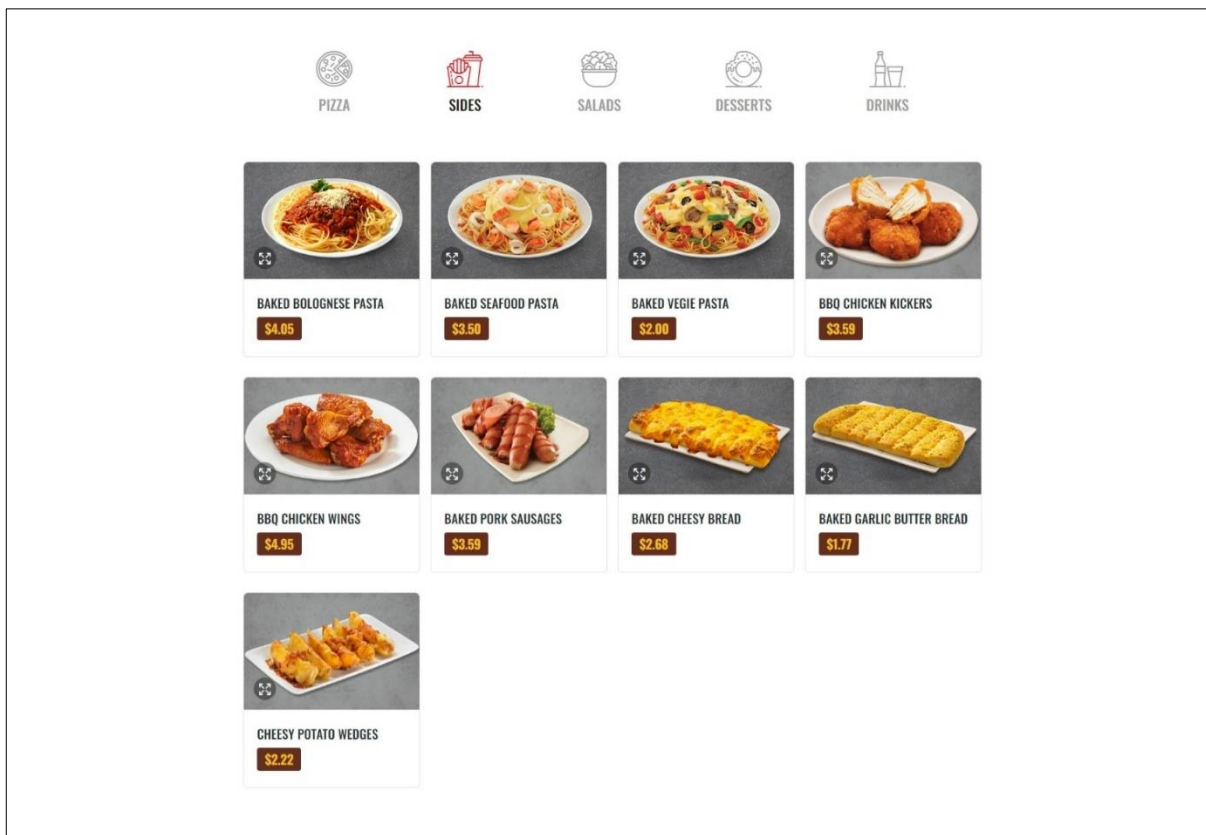 PIZZA
SIDES
SALADS
DESSERTS
DRINKS
BAKED BOLOGNESE PASTA
$4.05
BAKED SEAFOOD PASTA
$3.50
BAKED VEGIE PASTA
$2.00
BBQ CHICKEN KICKERS
$3.59
BBQ CHICKEN WINGS
$4.95
BAKED PORK SAUSAGES
$3.59
BAKED CHEESY BREAD
$2.68
BAKED GARLIC BUTTER BREAD
$1.77
CHEESY POTATO WEDGES
$2.22